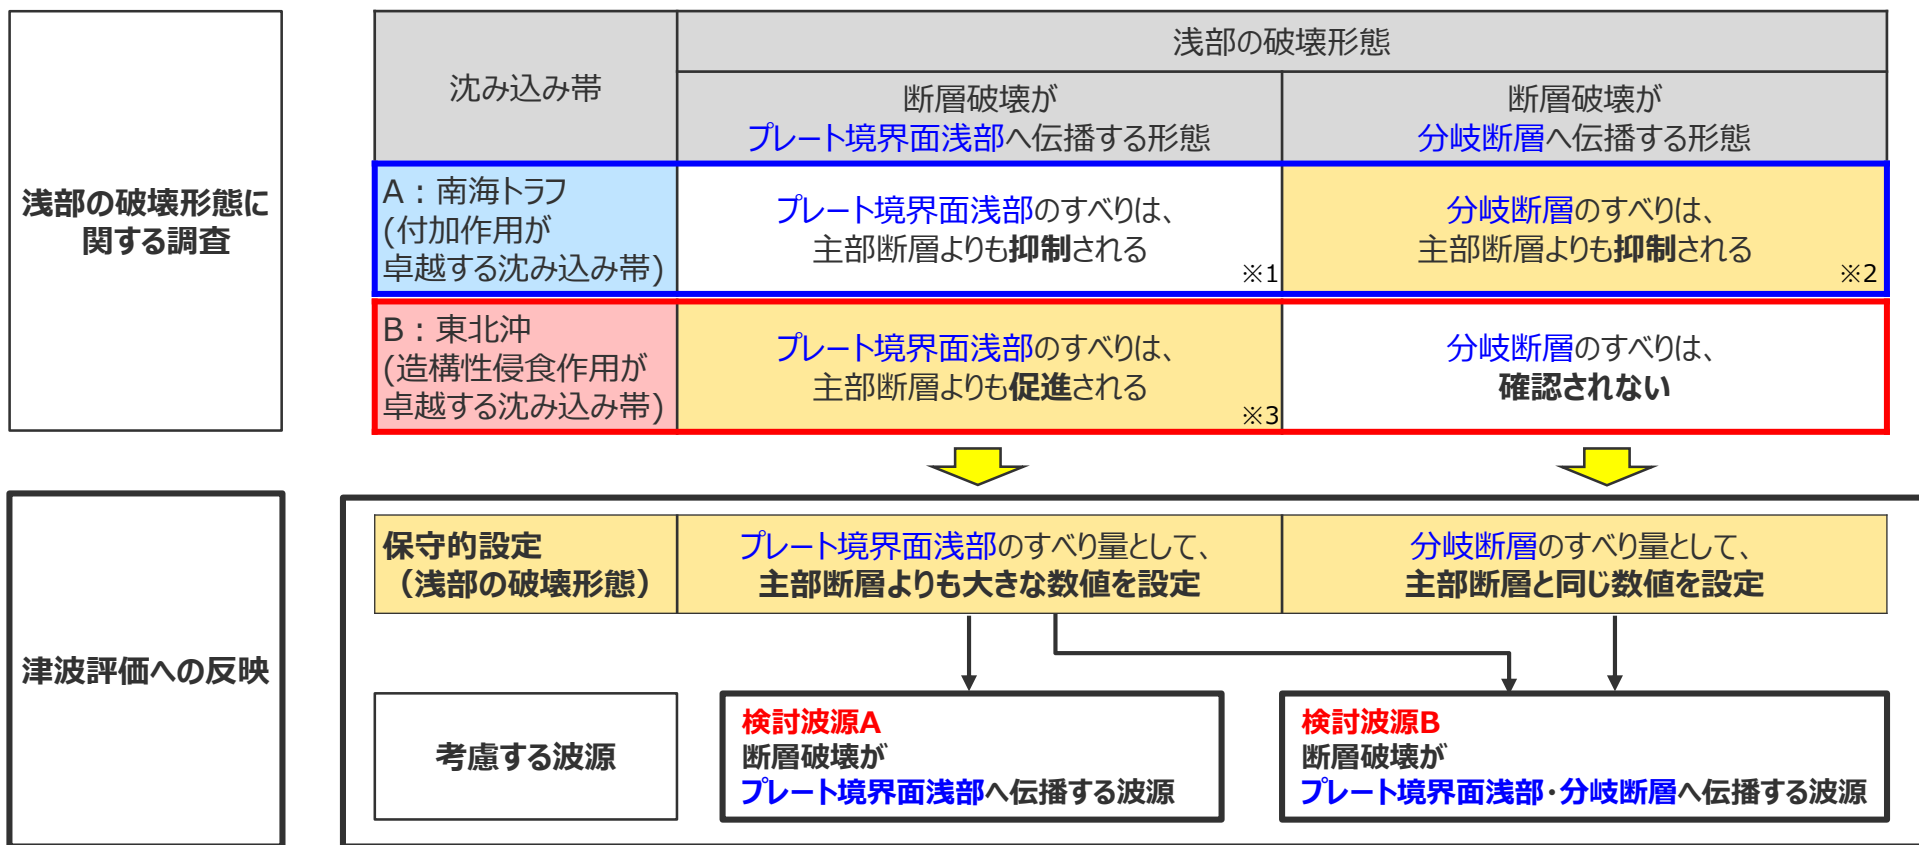 浅部の破壊形態に
関する調査
沈み込み帯
浅部の破壊形態
断層破壊が
プレート境界面浅部へ伝播する形態
断層破壊が
分岐断層へ伝播する形態
A：南海トラフ
(付加作用が
卓越する沈み込み帯)
プレート境界面浅部のすべりは、
主部断層よりも抑制される
※1
分岐断層のすべりは、
主部断層よりも抑制される
※2
B：東北沖
(造構性侵食作用が
卓越する沈み込み帯)
プレート境界面浅部のすべりは、
主部断層よりも促進される
※3
分岐断層のすべりは、
確認されない
津波評価への反映
保守的設定
（浅部の破壊形態）
プレート境界面浅部のすべり量として、
主部断層よりも大きな数値を設定
分岐断層のすべり量として、
主部断層と同じ数値を設定
考慮する波源
検討波源A
断層破壊が
プレート境界面浅部へ伝播する波源
検討波源B
断層破壊が
プレート境界面浅部・分岐断層へ伝播する波源